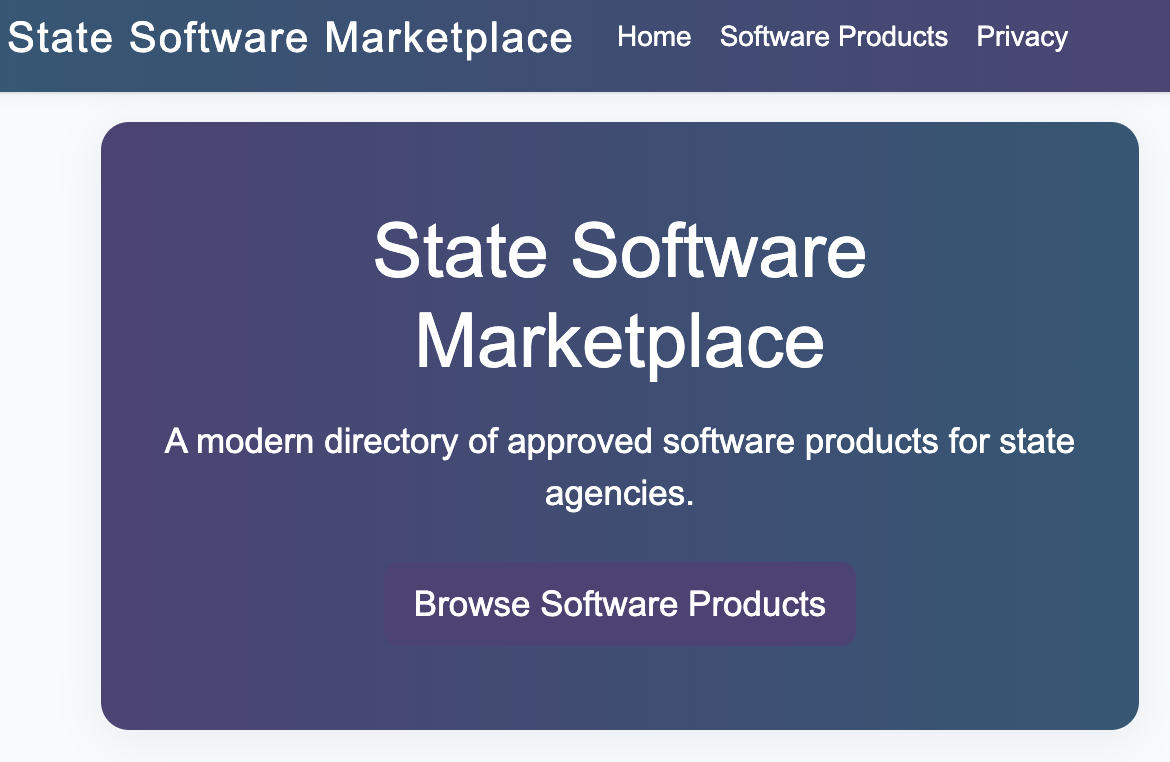 State Software Marketplace Home Software Products Privacy
State Software
Marketplace
A modern directory of approved software products for state
agencies.
Browse Software Products